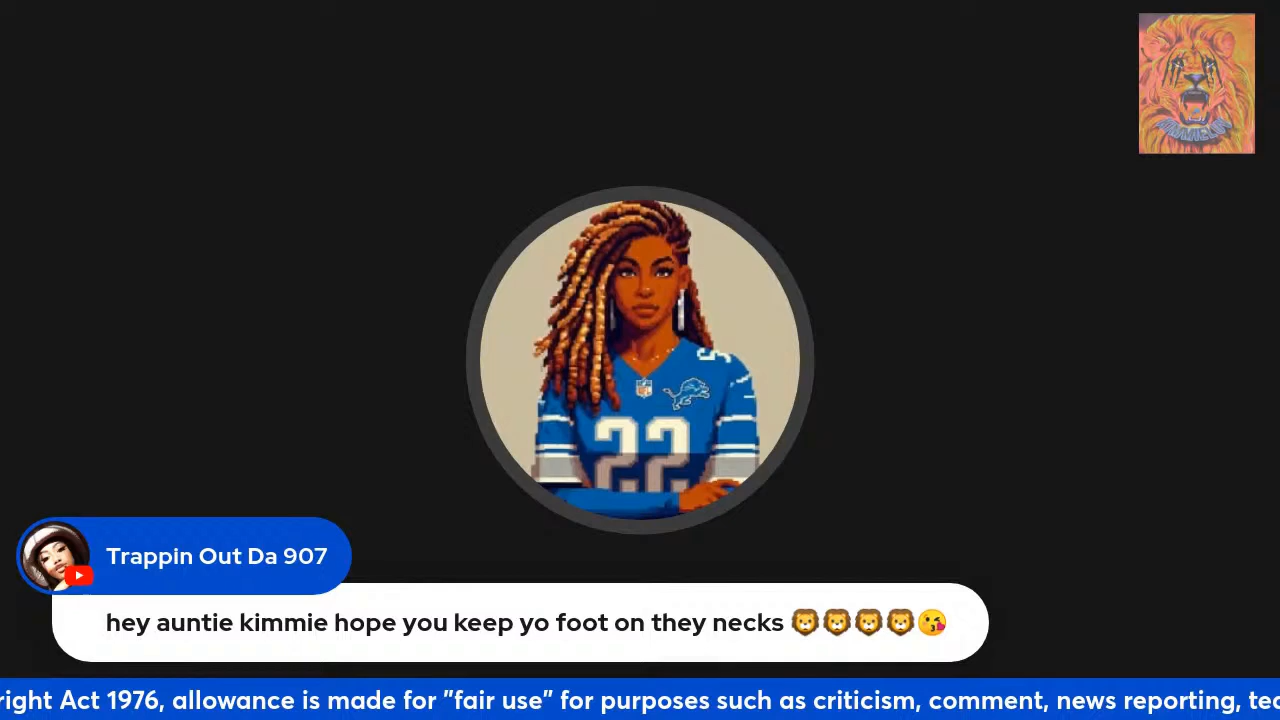 22
Trappin Out Da 907
hey auntie kimmie hope you keep yo foot on they necks 🦁🦁🦁🦁😘
right Act 1976, allowance is made for "fair use" for purposes such as criticism, comment, news reporting, tea